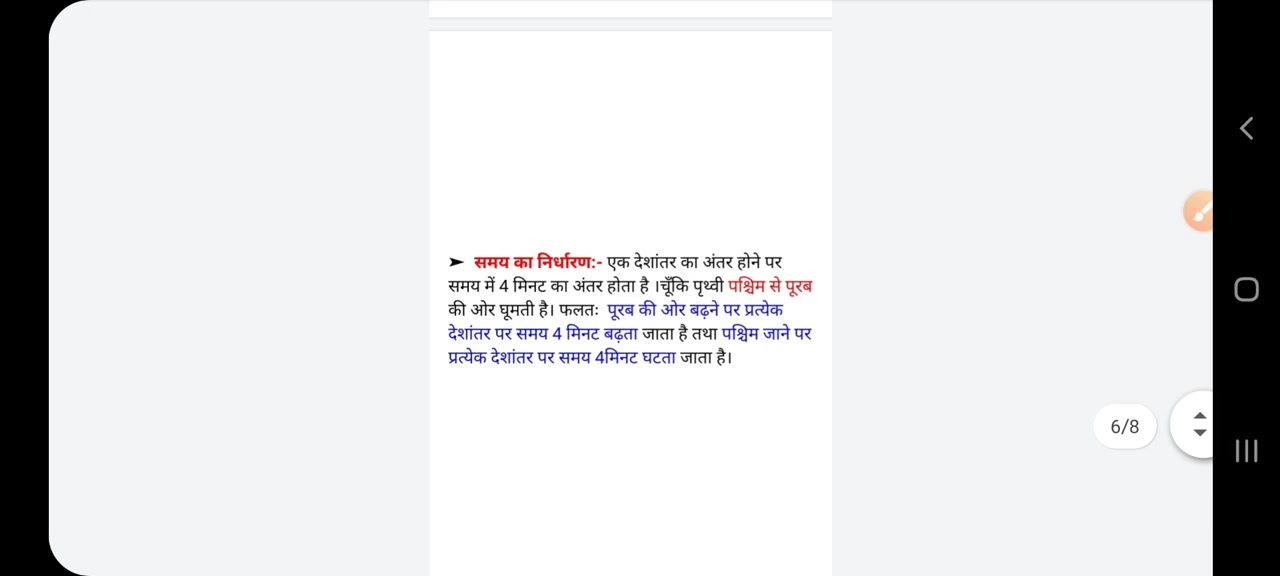 ➤ समय का निर्धारण:- एक देशांतर का अंतर होने पर
समय में 4 मिनट का अंतर होता है ।चूँकि पृथ्वी पश्चिम से पूरब
की ओर घूमती है। फलतः पूरब की ओर बढ़ने पर प्रत्येक
देशांतर पर समय 4 मिनट बढ़ता जाता है तथा पश्चिम जाने पर
प्रत्येक देशांतर पर समय 4मिनट घटता जाता है।
6/8